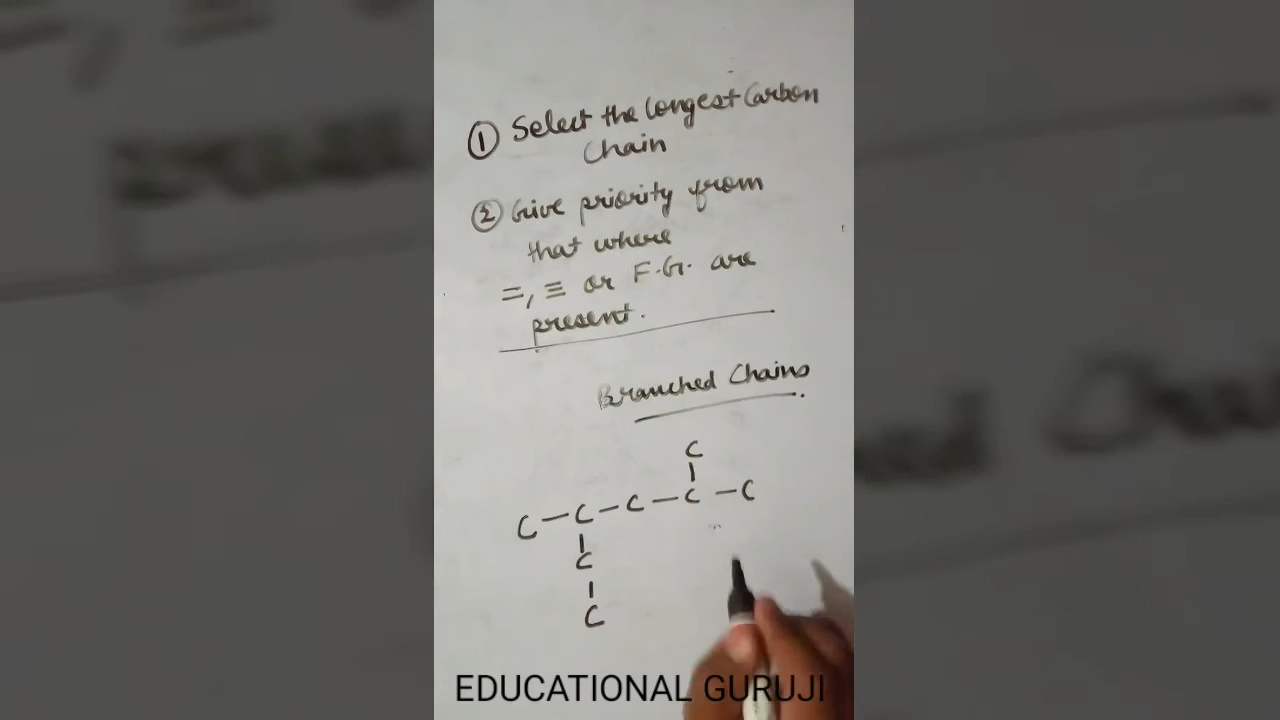 ① Select the longest Carbon
Chain
② Give priority from
that where
=, ≡ or F.G. are
present.
Branched Chains
C
C — C — C — C — C
C
C
EDUCATIONAL GURUJI